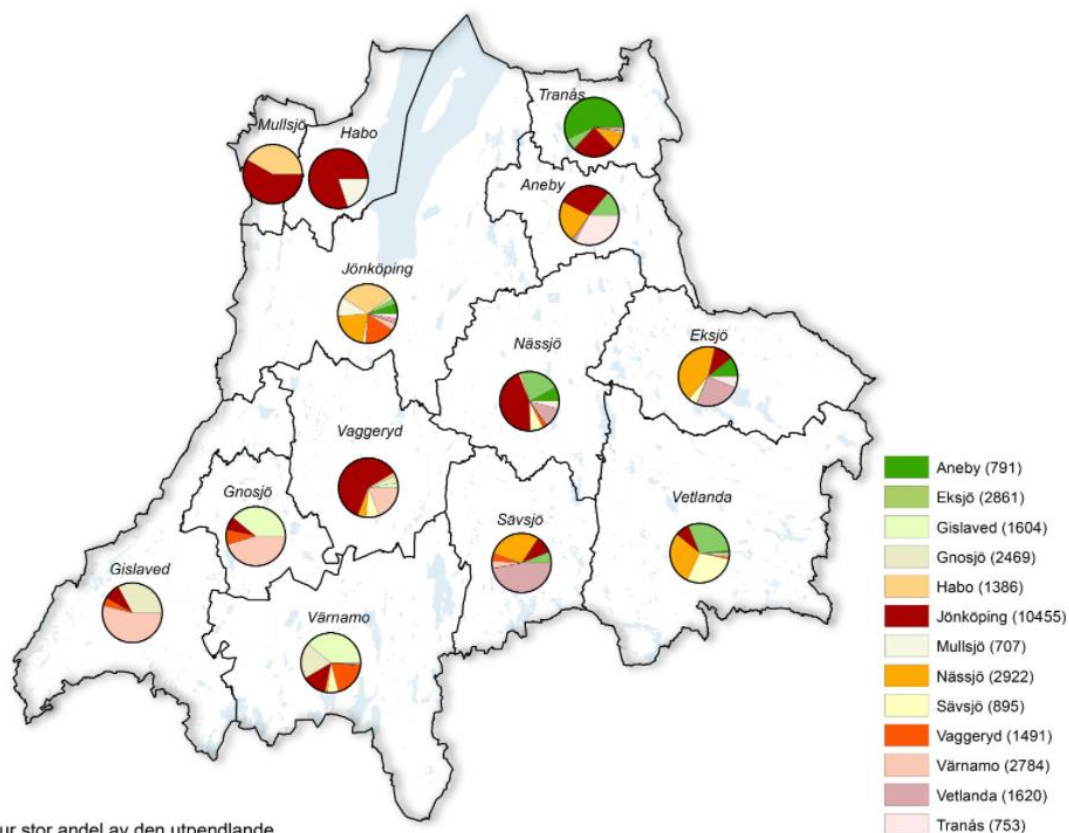 Tranås
Mullsjö
Habo
Aneby
Jönköping
Nässjö
Eksjö
Vaggeryd
Gnosjö
Sävsjö
Vetlanda
Gislaved
Värnamo
Aneby (791)
Eksjö (2861)
Gislaved (1604)
Gnosjö (2469)
Habo (1386)
Jönköping (10455)
Mullsjö (707)
Nässjö (2922)
Sävsjö (895)
Vaggeryd (1491)
Värnamo (2784)
Vetlanda (1620)
Tranås (753)
stor andel av den utpendlande